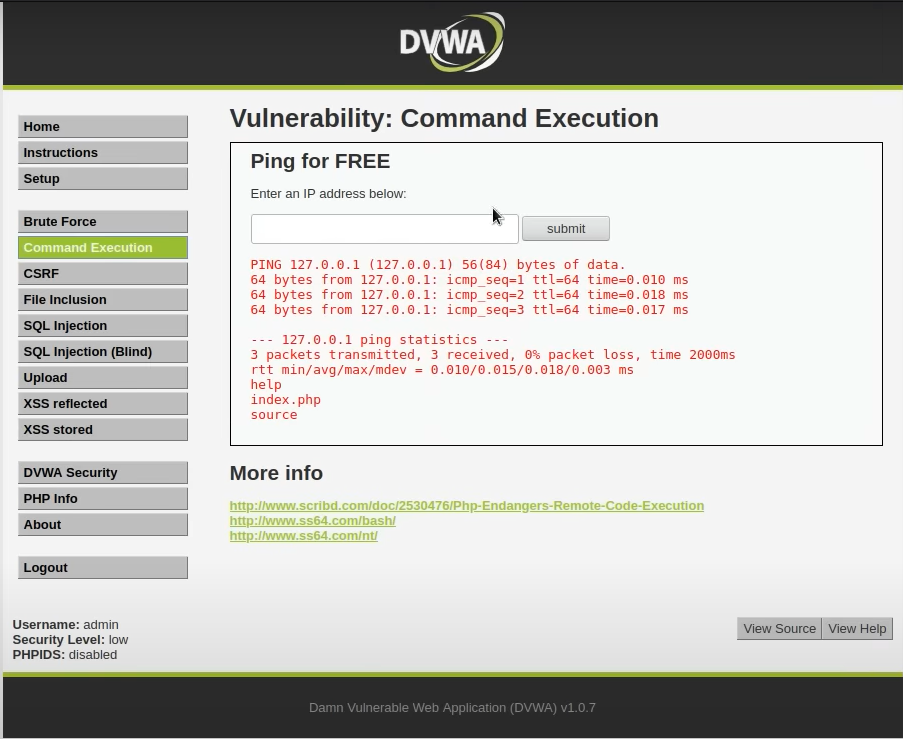 DVWA
Home
Instructions
Setup
Brute Force
Command Execution
CSRF
File Inclusion
SQL Injection
SQL Injection (Blind)
Upload
XSS reflected
XSS stored
DVWA Security
PHP Info
About
Logout
Vulnerability: Command Execution
Ping for FREE
Enter an IP address below:
submit
PING 127.0.0.1 (127.0.0.1) 56(84) bytes of data.
64 bytes from 127.0.0.1: icmp_seq=1 ttl=64 time=0.010 ms
64 bytes from 127.0.0.1: icmp_seq=2 ttl=64 time=0.018 ms
64 bytes from 127.0.0.1: icmp_seq=3 ttl=64 time=0.017 ms
--- 127.0.0.1 ping statistics ---
3 packets transmitted, 3 received, 0% packet loss, time 2000ms
rtt min/avg/max/mdev = 0.010/0.015/0.018/0.003 ms
help
index.php
source
More info
http://www.scribd.com/doc/2530476/Php-Endangers-Remote-Code-Execution
http://www.ss64.com/bash/
http://www.ss64.com/nt/
Username: admin
Security Level: low
PHPIDS: disabled
View Source View Help
Damn Vulnerable Web Application (DVWA) v1.0.7